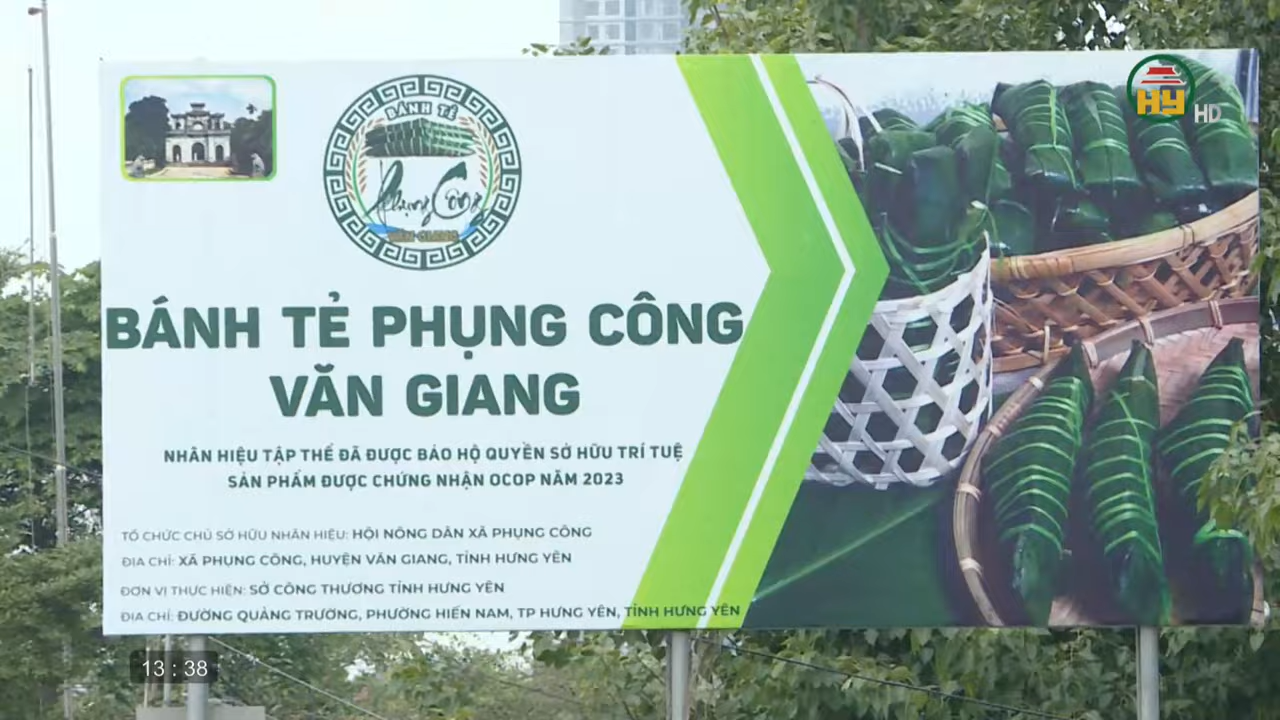 HY HD
BÁNH TẺ
Phụng Công
VĂN GIANG
BÁNH TẺ PHỤNG CÔNG
VĂN GIANG
NHÃN HIỆU TẬP THỂ ĐÃ ĐƯỢC BẢO HỘ QUYỀN SỞ HỮU TRÍ TUỆ
SẢN PHẨM ĐƯỢC CHỨNG NHẬN OCOP NĂM 2023
TỔ CHỨC CHỦ SỞ HỮU NHÃN HIỆU: HỘI NÔNG DÂN XÃ PHỤNG CÔNG
ĐỊA CHỈ: XÃ PHỤNG CÔNG, HUYỆN VĂN GIANG, TỈNH HƯNG YÊN
ĐƠN VỊ THỰC HIỆN: SỞ CÔNG THƯƠNG TỈNH HƯNG YÊN
ĐỊA CHỈ: ĐƯỜNG QUẢNG TRƯỜNG, PHƯỜNG HIẾN NAM, TP HƯNG YÊN, TỈNH HƯNG YÊN
13 : 38